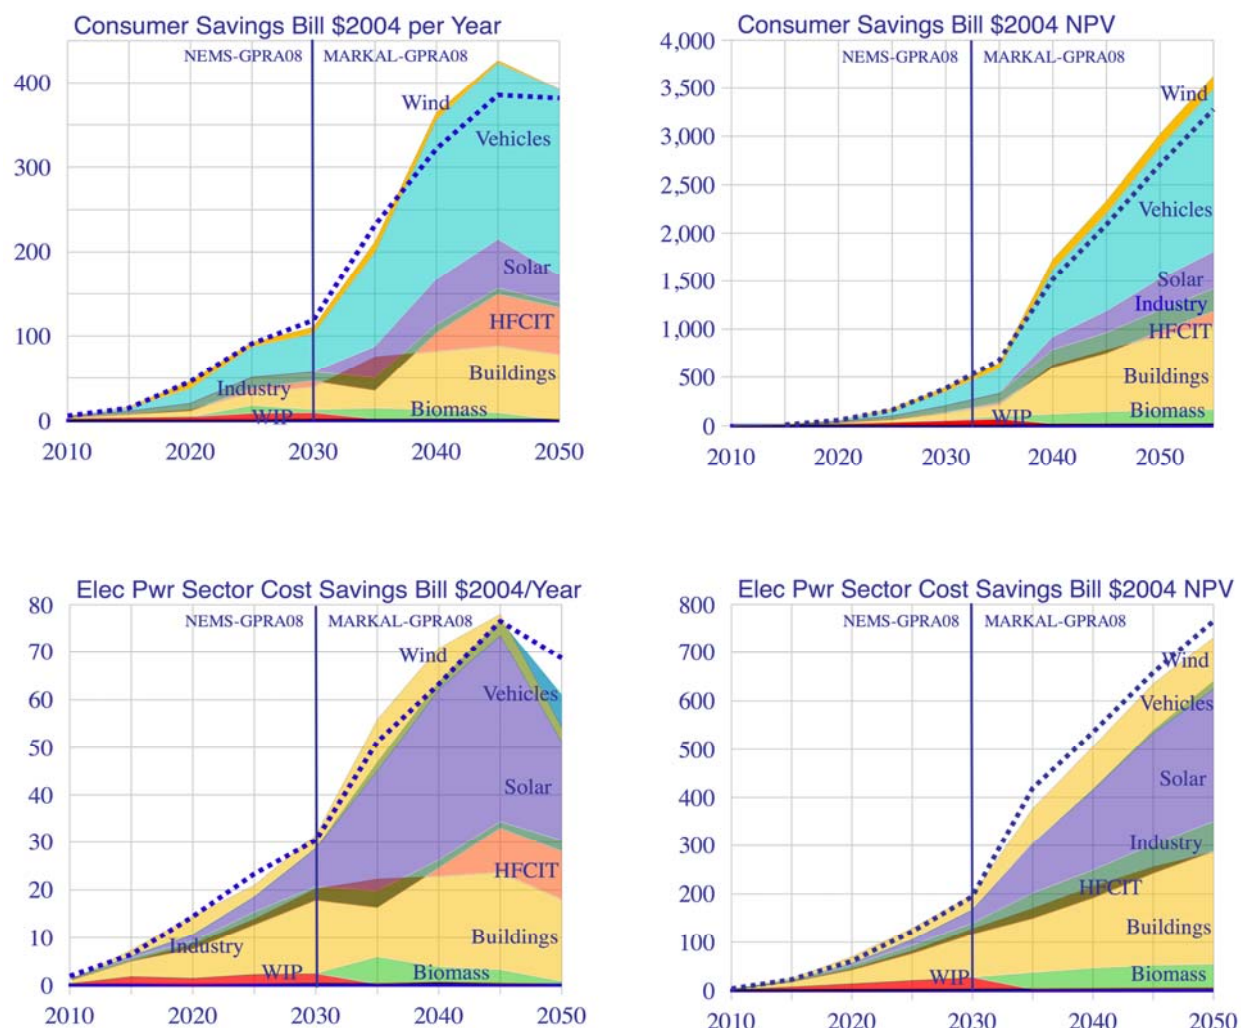 Consumer Savings Bill $2004 per Year
NEMS-GPRA08 MARKAL-GPRA08
400
300
200
100
0
Wind
Vehicles
Solar
HFCIT
Industry
Buildings
WIP
Biomass
2010 2020 2030 2040 2050
Consumer Savings Bill $2004 NPV
NEMS-GPRA08 MARKAL-GPRA08
4,000
3,500
3,000
2,500
2,000
1,500
1,000
500
0
Wind
Vehicles
Solar
Industry
HFCIT
Buildings
WIP
Biomass
2010 2020 2030 2040 2050
Elec Pwr Sector Cost Savings Bill $2004/Year
NEMS-GPRA08 MARKAL-GPRA08
80
70
60
50
40
30
20
10
0
Wind
Vehicles
Solar
HFCIT
Industry
Buildings
WIP
Biomass
2010 2020 2030 2040 2050
Elec Pwr Sector Cost Savings Bill $2004 NPV
NEMS-GPRA08 MARKAL-GPRA08
800
700
600
500
400
300
200
100
0
Wind
Vehicles
Solar
Industry
HFCIT
Buildings
WIP
Biomass
2010 2020 2030 2040 2050